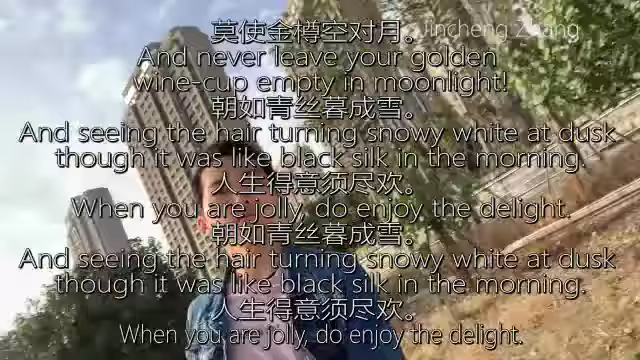 莫使金樽空对月。
Jincheng Zhang
And never leave your golden
wine-cup empty in moonlight!
朝如青丝暮成雪。
And seeing the hair turning snowy white at dusk
though it was like black silk in the morning.
人生得意须尽欢。
When you are jolly, do enjoy the delight.
朝如青丝暮成雪。
And seeing the hair turning snowy white at dusk
though it was like black silk in the morning.
人生得意须尽欢。
When you are jolly, do enjoy the delight.